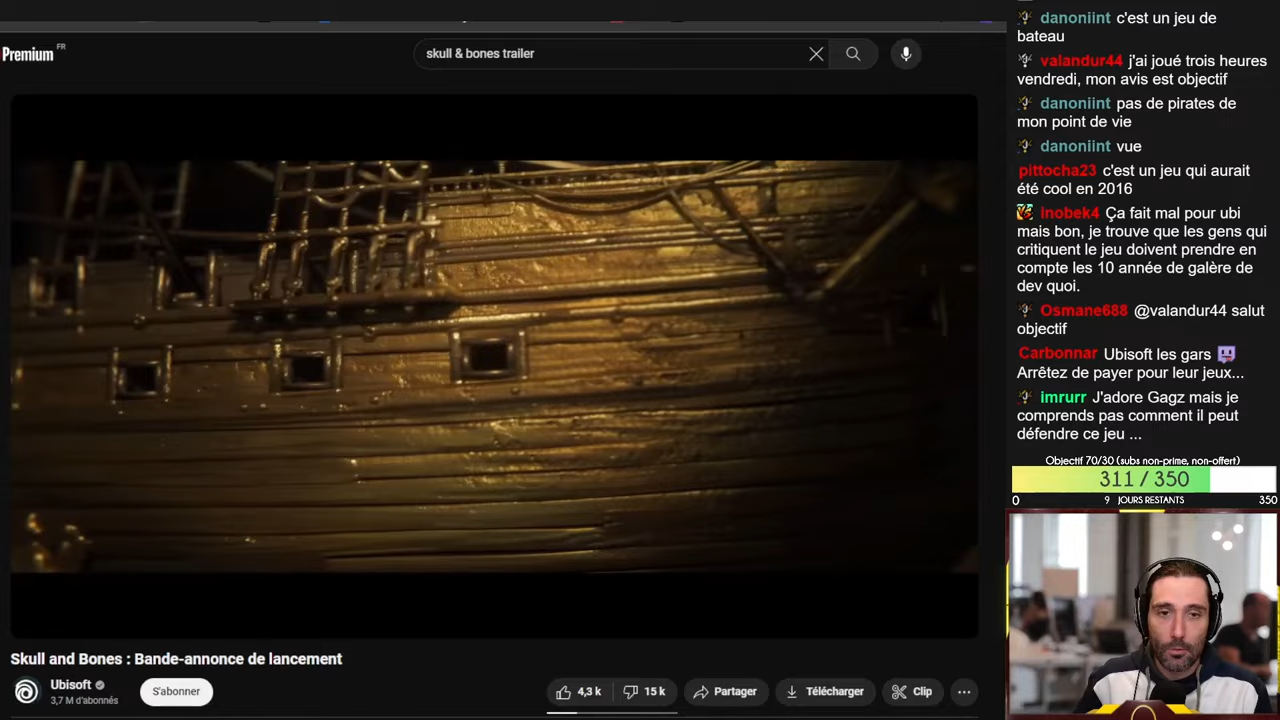 Premium FR
skull & bones trailer
Skull and Bones : Bande-annonce de lancement
Ubisoft
3,7 M d'abonnés
S'abonner
4,3 k
15 k
Partager
Télécharger
Clip
danoniint c'est un jeu de
bateau
valandur44 j'ai joué trois heures
vendredi, mon avis est objectif
danoniint pas de pirates de
mon point de vie
danoniint vue
pittocha23 c'est un jeu qui aurait
été cool en 2016
Inobek4 Ça fait mal pour ubi
mais bon, je trouve que les gens qui
critiquent le jeu doivent prendre en
compte les 10 année de galère de
dev quoi.
Osmane688 @valandur44 salut
objectif
Carbonnar Ubisoft les gars
Arrêtez de payer pour leur jeux...
imrurr J'adore Gagz mais je
comprends pas comment il peut
défendre ce jeu ...
Objectif 70/30 (subs non-prime, non-offert)
311 / 350
0 9 JOURS RESTANTS 350